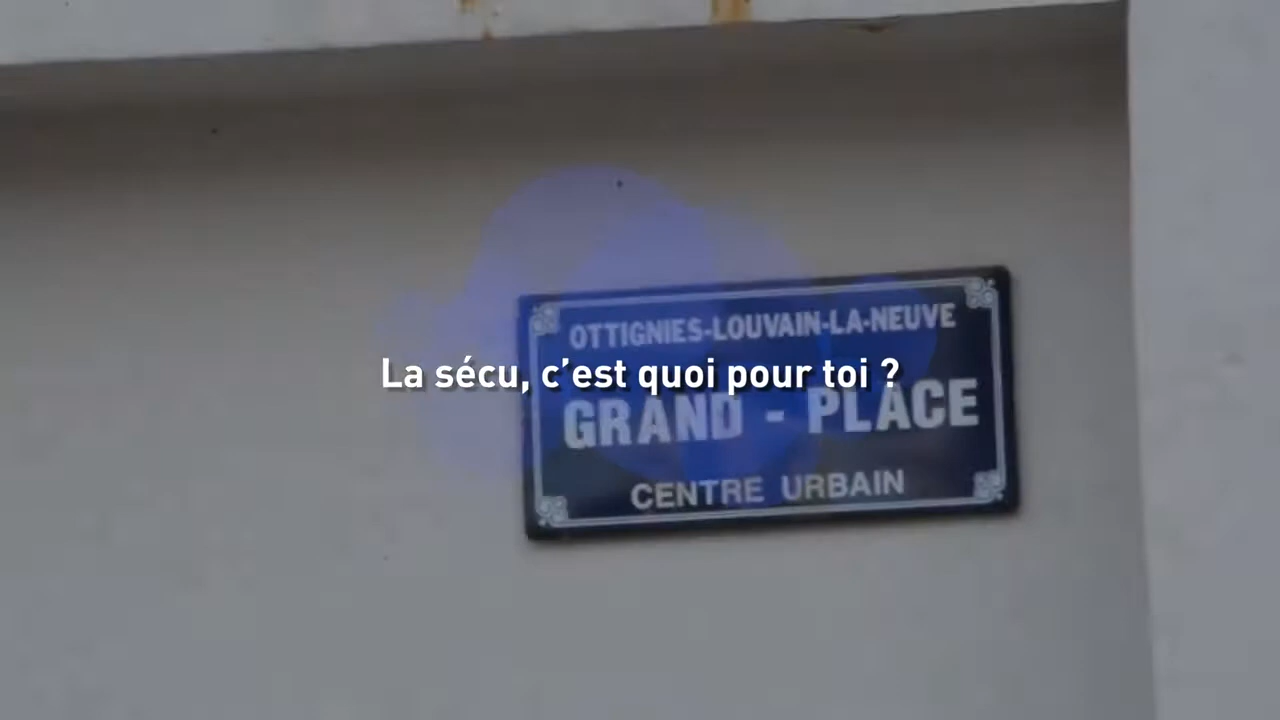 OTTIGNIES-LOUVAIN-LA-NEUVE
La sécu, c’est quoi pour toi ?
GRAND - PLACE
CENTRE URBAIN